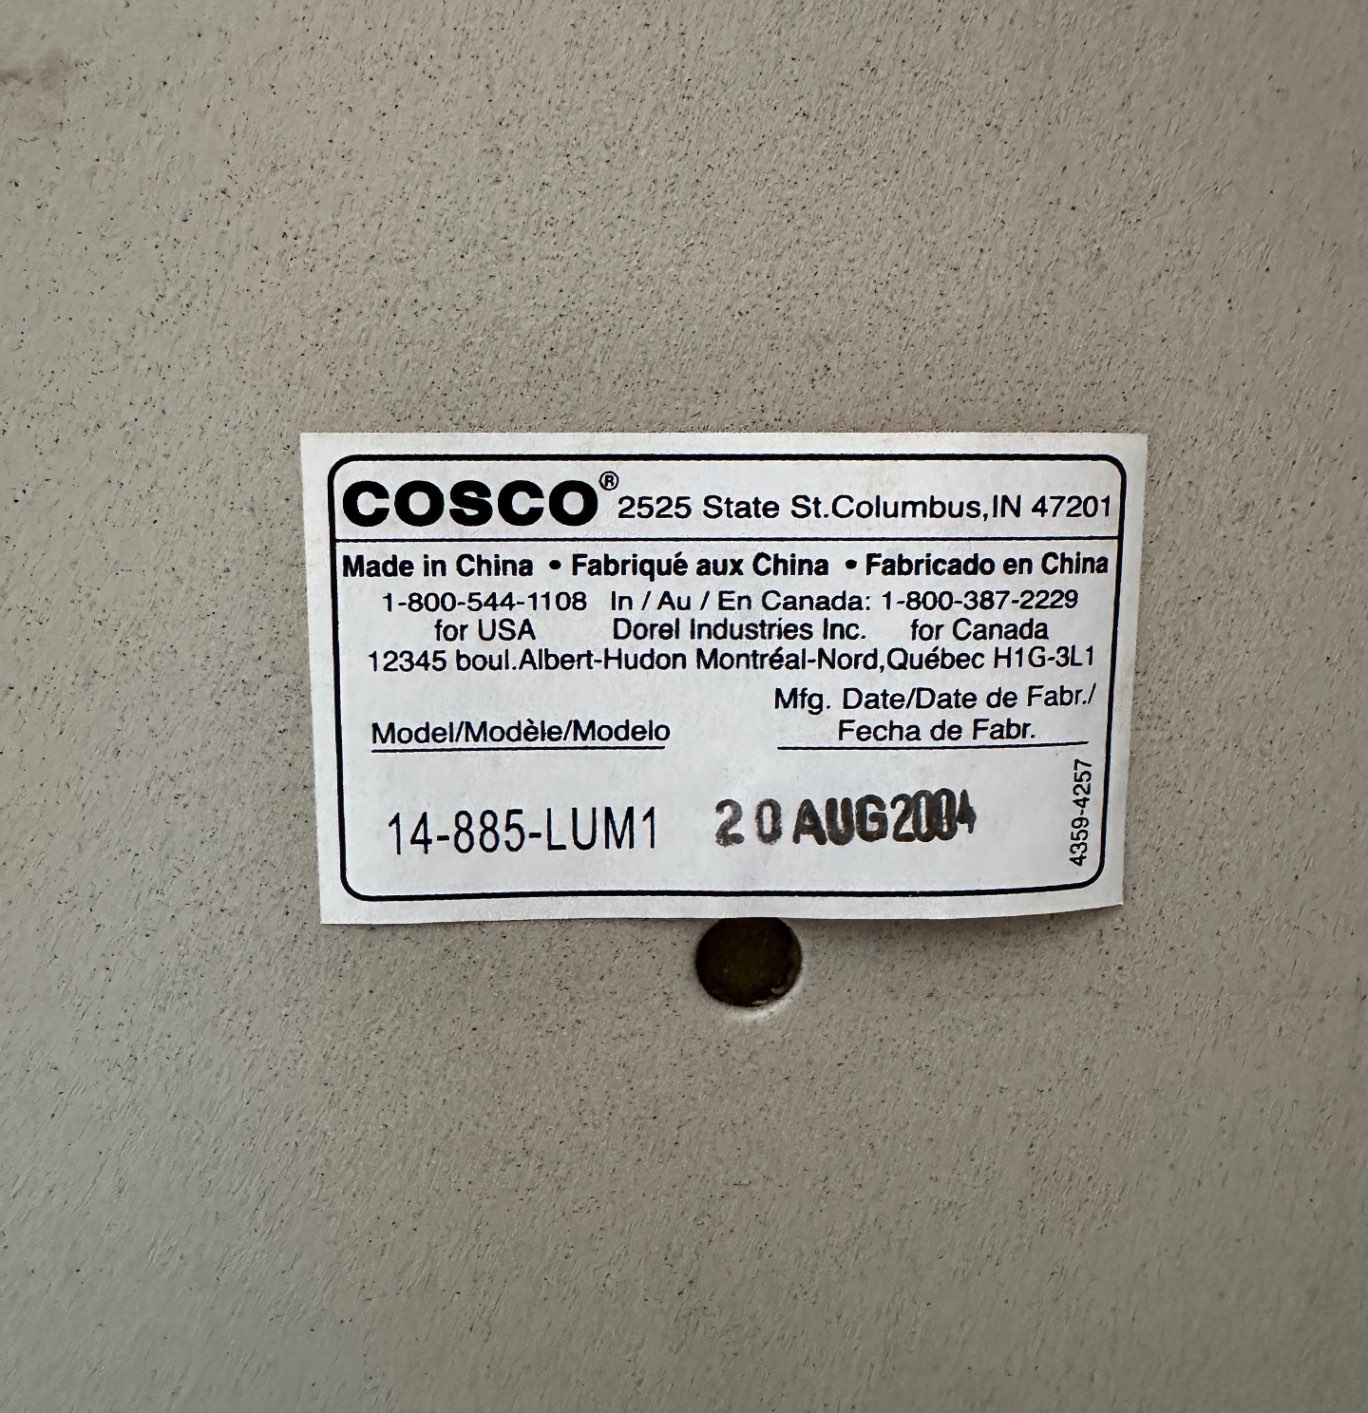 COSCO® 2525 State St.Columbus,IN 47201
Made in China • Fabriqué aux China • Fabricado en China
1-800-544-1108 In / Au / En Canada: 1-800-387-2229
for USA Dorel Industries Inc. for Canada
12345 boul.Albert-Hudon Montréal-Nord,Québec H1G-3L1
Mfg. Date/Date de Fabr./
Model/Modèle/Modelo Fecha de Fabr.
14-885-LUM1 20 AUG2004
4359-4257